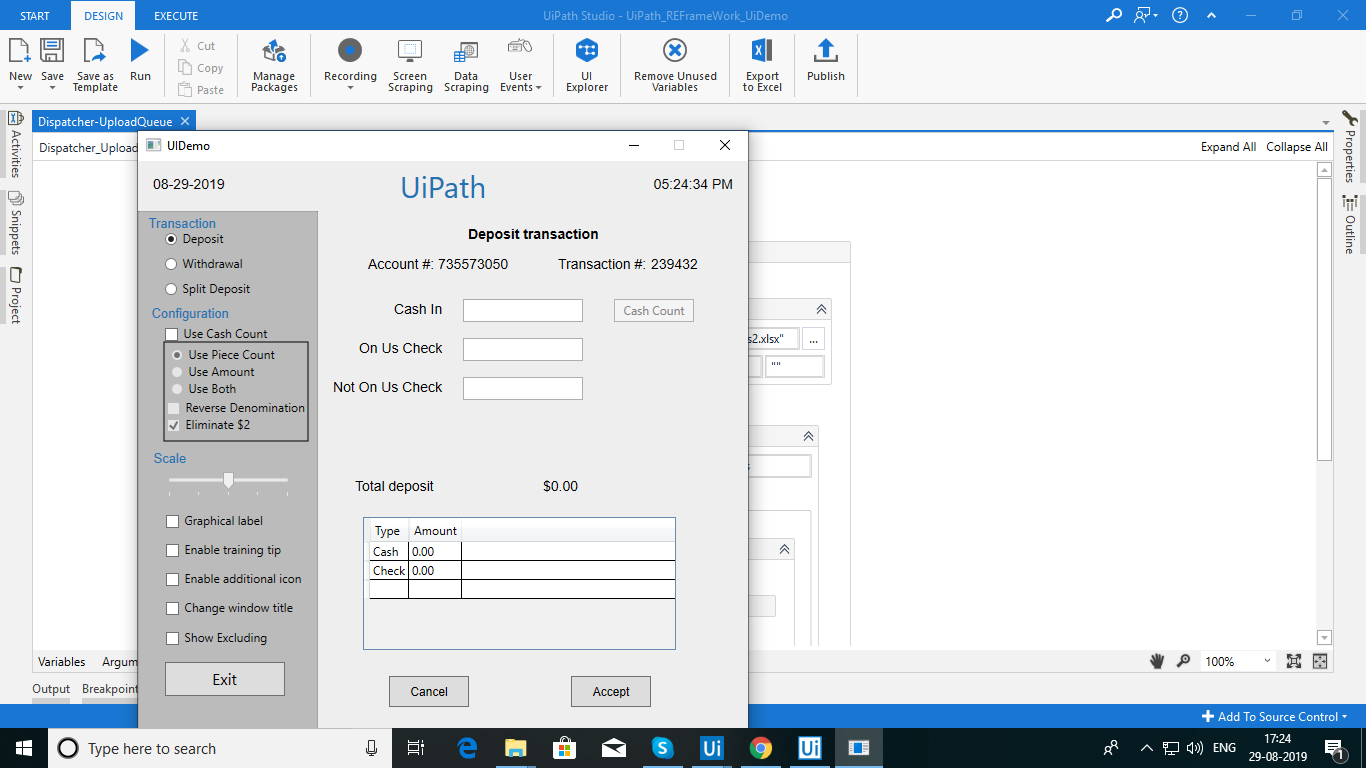 START DESIGN EXECUTE UiPath Studio - UiPath_REFrameWork_UiDemo
New Save Save as Template Run
Cut
Copy
Paste
Manage Packages
Recording
Screen Scraping
Data Scraping
User Events
UI Explorer
Remove Unused Variables
Export to Excel
Publish
Dispatcher-UploadQueue
Dispatcher_Upload
Expand All Collapse All
Activities
Snippets
Project
Properties
Outline
UIDemo
08-29-2019 UiPath 05:24:34 PM
Transaction
Deposit
Withdrawal
Split Deposit
Configuration
Use Cash Count
Use Piece Count
Use Amount
Use Both
Reverse Denomination
Eliminate $2
Scale
Graphical label
Enable training tip
Enable additional icon
Change window title
Show Excluding
Exit
Deposit transaction
Account #: 735573050 Transaction #: 239432
Cash In Cash Count
On Us Check
Not On Us Check
Total deposit $0.00
Type Amount
Cash 0.00
Check 0.00
Cancel Accept
s2.xlsx" ...
""
Variables Argum
100%
Output Breakpoint
Add To Source Control
Type here to search
Ui Ui
ENG
17:24
29-08-2019
1